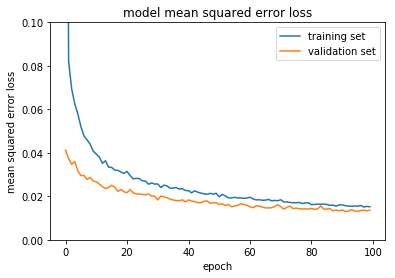 model mean squared error loss
training set
validation set
mean squared error loss
0.10
0.08
0.06
0.04
0.02
0.00
0
20
40
60
80
100
epoch